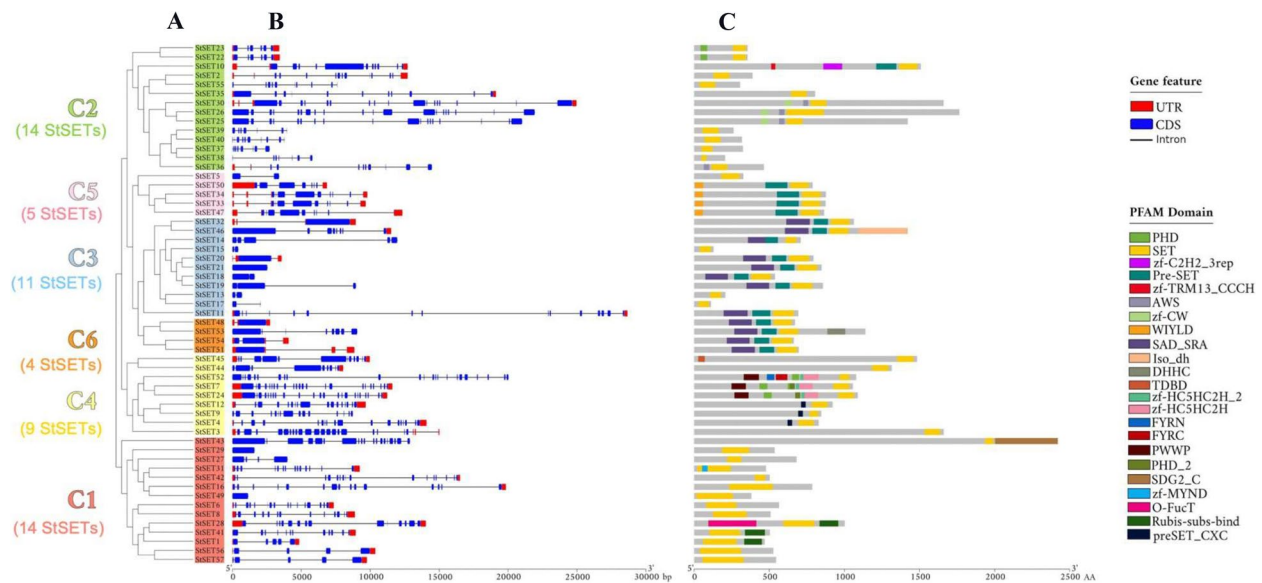 A
B
C
StSET23
StSET22
StSET10
StSET2
StSET55
StSET35
StSET30
StSET26
StSET25
StSET39
StSET40
StSET37
StSET38
StSET36
StSET5
StSET50
StSET34
StSET33
StSET47
StSET32
StSET46
StSET14
StSET15
StSET20
StSET21
StSET18
StSET19
StSET13
StSET17
StSET11
StSET48
StSET53
StSET54
StSET51
StSET45
StSET44
StSET52
StSET7
StSET24
StSET12
StSET9
StSET4
StSET3
StSET43
StSET29
StSET27
StSET31
StSET42
StSET16
StSET49
StSET6
StSET8
StSET28
StSET41
StSET1
StSET56
StSET57
C2
(14 StSETs)
C5
(5 StSETs)
C3
(11 StSETs)
C6
(4 StSETs)
C4
(9 StSETs)
C1
(14 StSETs)
5' 3'
0 5000 10000 15000 20000 25000 30000 bp
5' 3'
0 500 1000 1500 2000 2500 AA
Gene feature
UTR
CDS
Intron
PFAM Domain
PHD
SET
zf-C2H2_3rep
Pre-SET
zf-TRM13_CCCH
AWS
zf-CW
WIYLD
SAD_SRA
Iso_dh
DHHC
TDBD
zf-HC5HC2H_2
zf-HC5HC2H
FYRN
FYRC
PWWP
PHD_2
SDG2_C
zf-MYND
O-FucT
Rubis-subs-bind
preSET_CXC